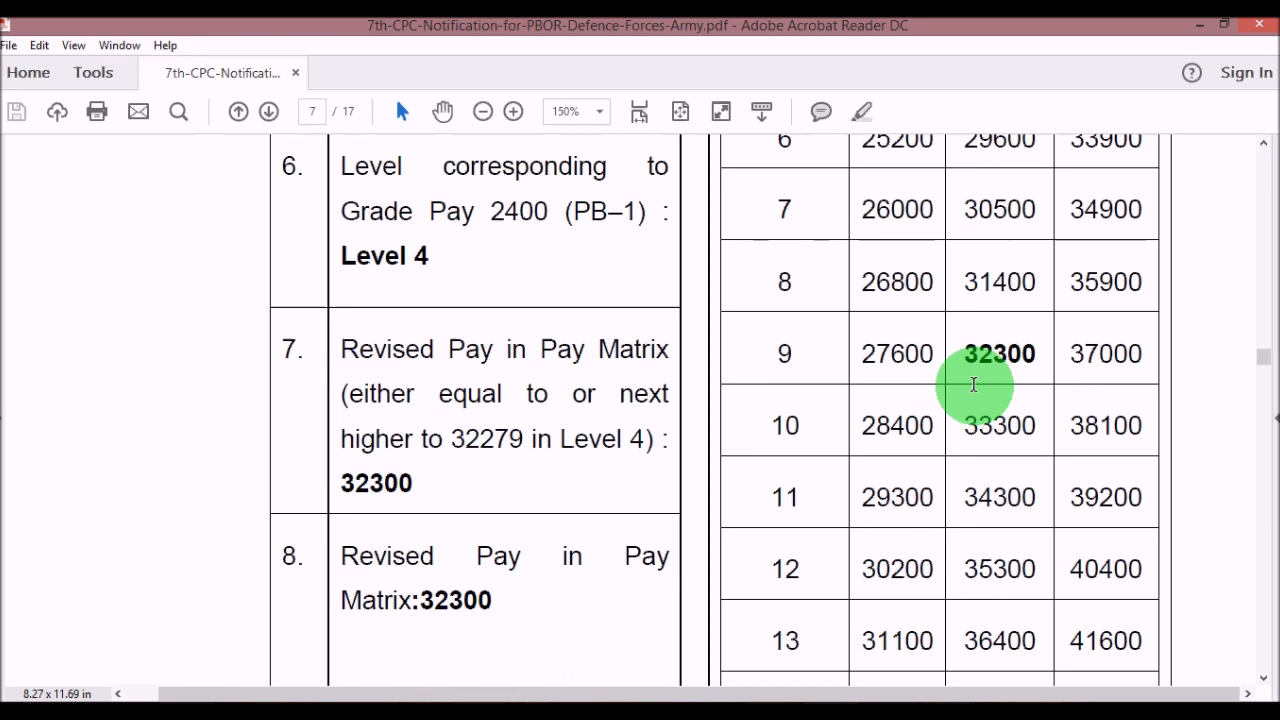 7th-CPC-Notification-for-PBOR-Defence-Forces-Army.pdf - Adobe Acrobat Reader DC
File Edit View Window Help
Home Tools 7th-CPC-Notificati... × Sign In
7 / 17 150%
6. Level corresponding to
Grade Pay 2400 (PB–1) :
Level 4
7. Revised Pay in Pay Matrix
(either equal to or next
higher to 32279 in Level 4) :
32300
8. Revised Pay in Pay
Matrix:32300
6 25200 29600 33900
7 26000 30500 34900
8 26800 31400 35900
9 27600 32300 37000
10 28400 33300 38100
11 29300 34300 39200
12 30200 35300 40400
13 31100 36400 41600
8.27 x 11.69 in